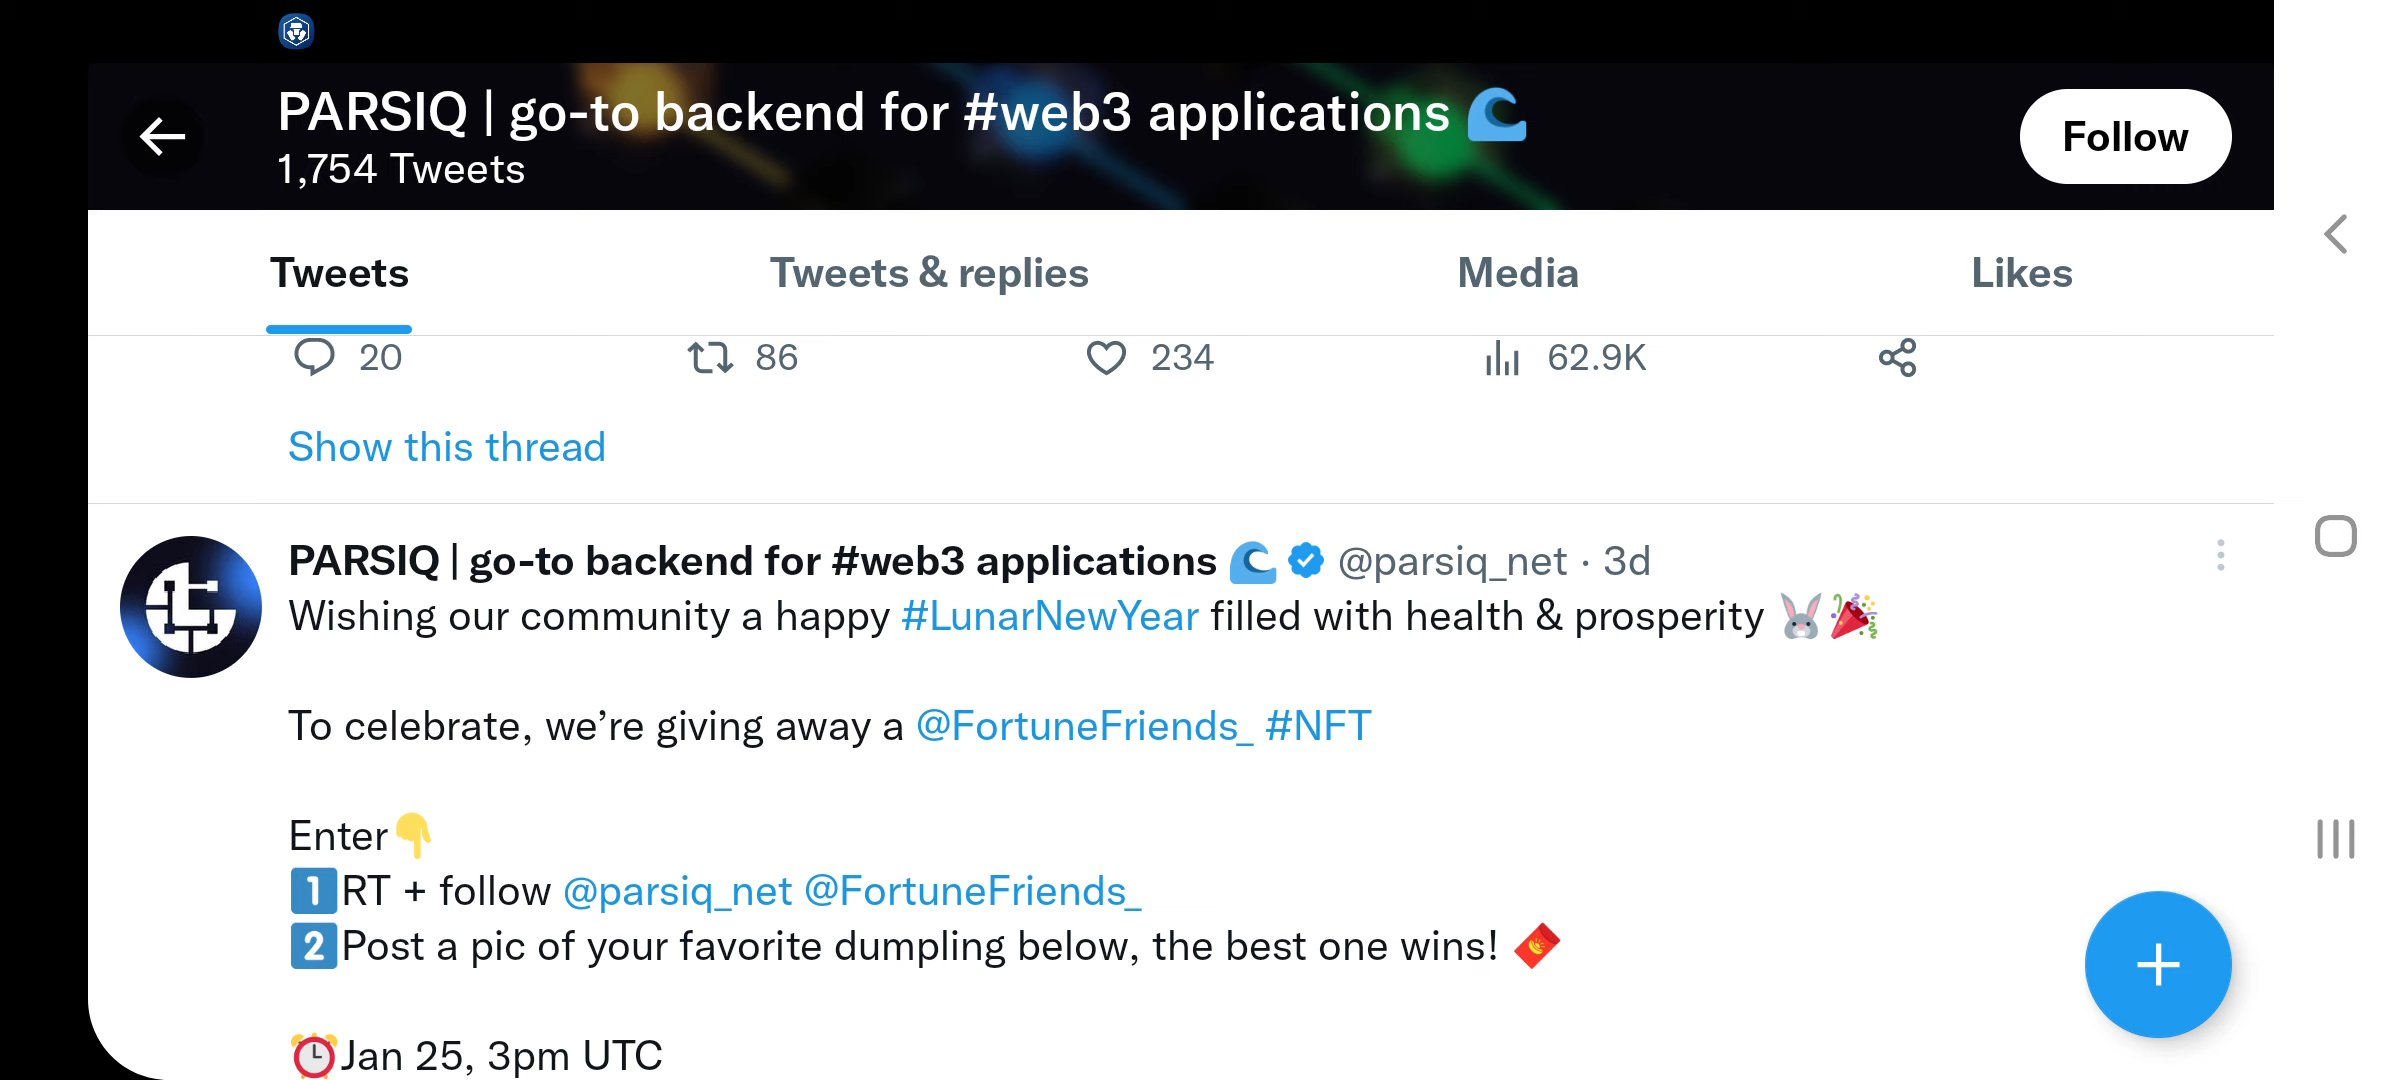 PARSIQ | go-to backend for #web3 applications 🌊
1,754 Tweets
Follow
Tweets
Tweets & replies
Media
Likes
20
86
234
62.9K
Show this thread
PARSIQ | go-to backend for #web3 applications 🌊 @parsiq_net · 3d
Wishing our community a happy #LunarNewYear filled with health & prosperity 🐰🎉
To celebrate, we’re giving away a @FortuneFriends_ #NFT
Enter👇
1️⃣RT + follow @parsiq_net @FortuneFriends_
2️⃣Post a pic of your favorite dumpling below, the best one wins! 🧧
⏰Jan 25, 3pm UTC